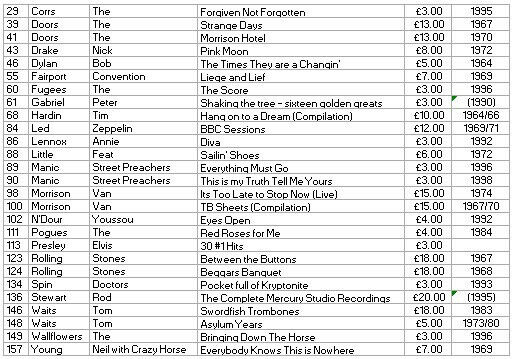 29 Corrs The Forgiven Not Forgotten £3.00 1995
39 Doors The Strange Days £13.00 1967
41 Doors The Morrison Hotel £13.00 1970
43 Drake Nick Pink Moon £8.00 1972
46 Dylan Bob The Times They are a Changin' £5.00 1964
55 Fairport Convention Liege and Lief £7.00 1969
60 Fugees The The Score £3.00 1996
61 Gabriel Peter Shaking the tree - sixteen golden greats £3.00 (1990)
68 Hardin Tim Hang on to a Dream (Compilation) £10.00 1964/66
84 Led Zeppelin BBC Sessions £12.00 1969/71
86 Lennox Annie Diva £3.00 1992
88 Little Feat Sailin' Shoes £6.00 1972
89 Manic Street Preachers Everything Must Go £3.00 1996
90 Manic Street Preachers This is my Truth Tell Me Yours £3.00 1998
98 Morrison Van Its Too Late to Stop Now (Live) £15.00 1974
100 Morrison Van TB Sheets (Compilation) £15.00 1967/70
102 N'Dour Youssou Eyes Open £4.00 1992
111 Pogues The Red Roses for Me £4.00 1984
113 Presley Elvis 30 #1 Hits £3.00
123 Rolling Stones Between the Buttons £18.00 1967
124 Rolling Stones Beggars Banquet £18.00 1968
134 Spin Doctors Pocket full of Kryptonite £3.00 1993
136 Stewart Rod The Complete Mercury Studio Recordings £20.00 (1995)
146 Waits Tom Swordfish Trombones £18.00 1983
148 Waits Tom Asylum Years £5.00 1973/80
149 Wallflowers The Bringing Down The Horse £3.00 1996
157 Young Neil with Crazy Horse Everybody Knows This is Nowhere £7.00 1969